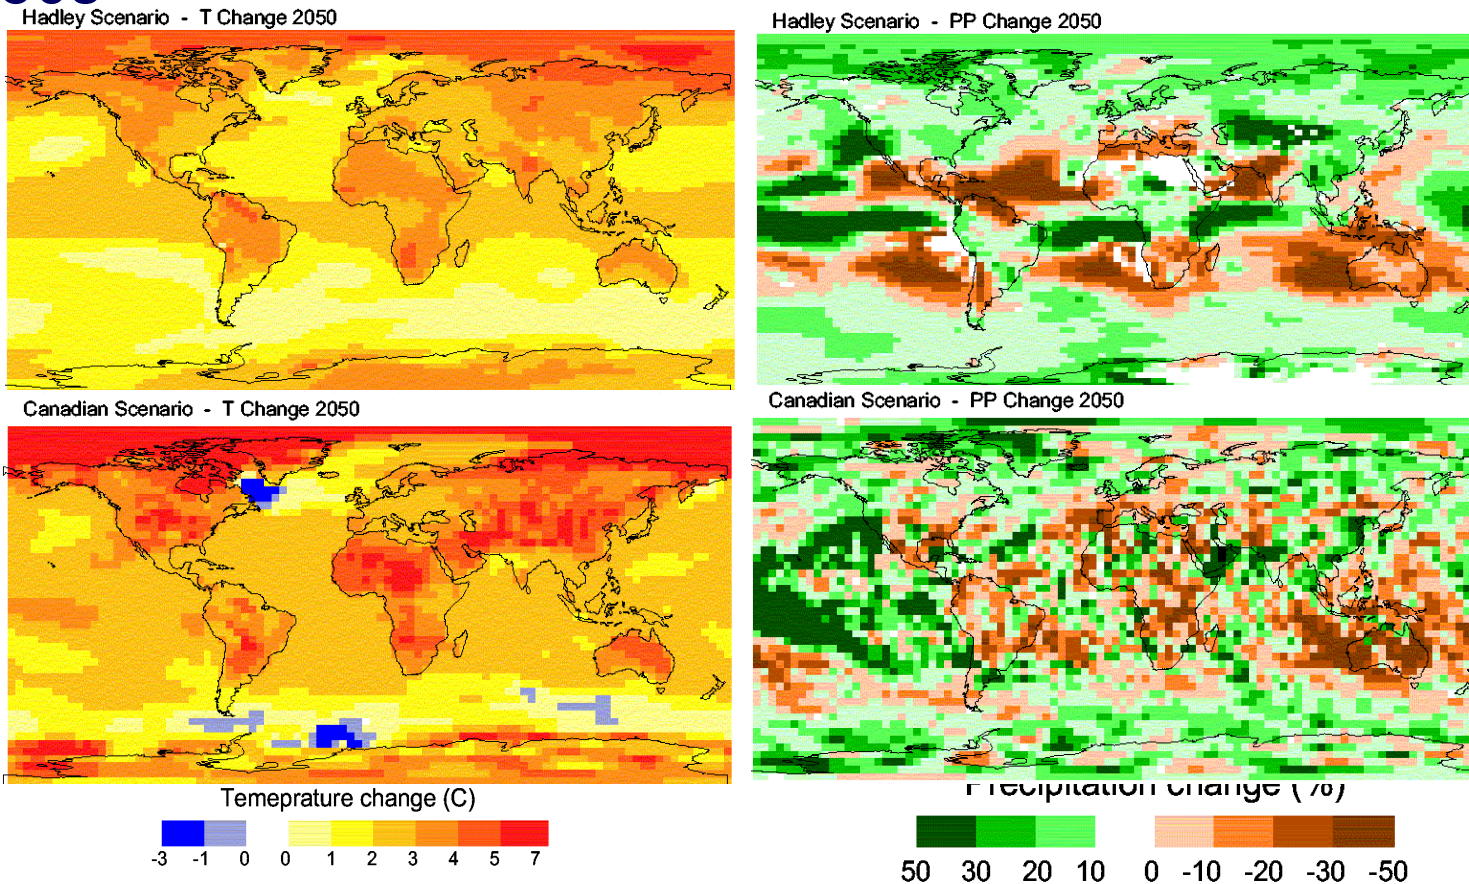 Hadley Scenario - T Change 2050
Hadley Scenario - PP Change 2050
Canadian Scenario - T Change 2050
Canadian Scenario - PP Change 2050
Temeprature change (C)
-3 -1 0 0 1 2 3 4 5 7
Precipitation change (%)
50 30 20 10 0 -10 -20 -30 -50